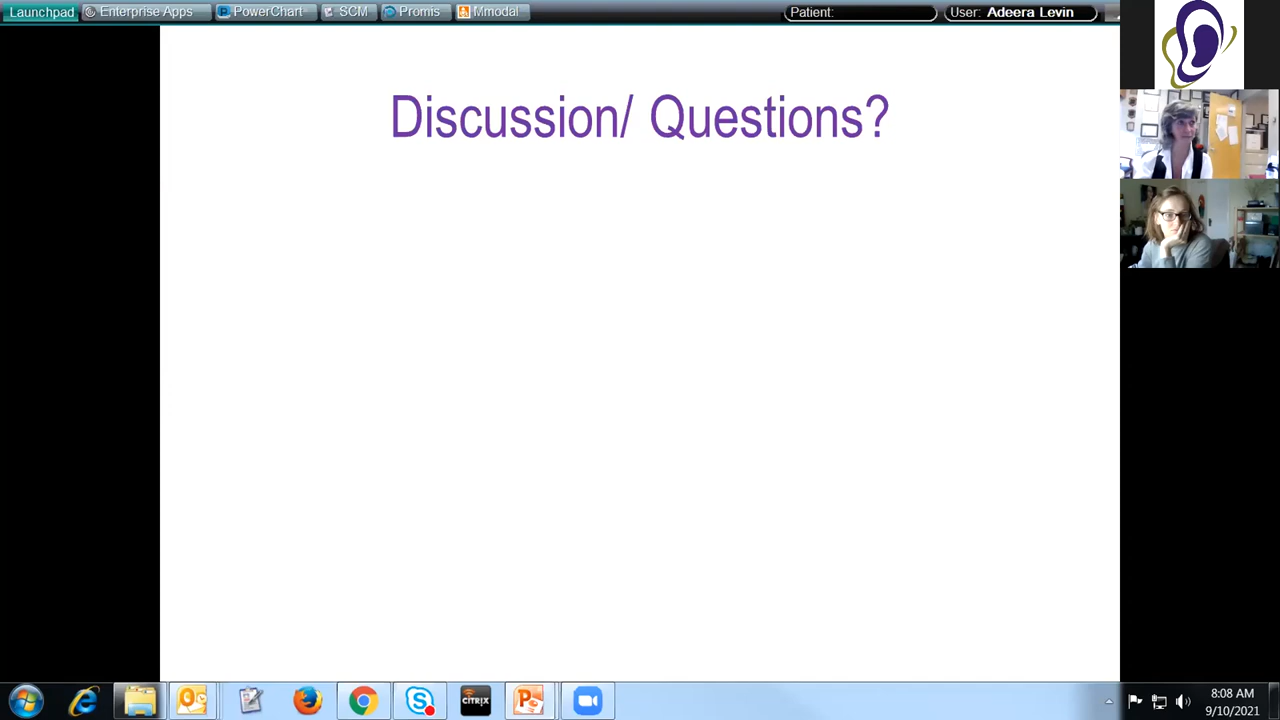 Launchpad Enterprise Apps PowerChart SCM Promis Mmodal Patient: User: Adeera Levin
Discussion/ Questions?
CITRIX
8:08 AM
9/10/2021